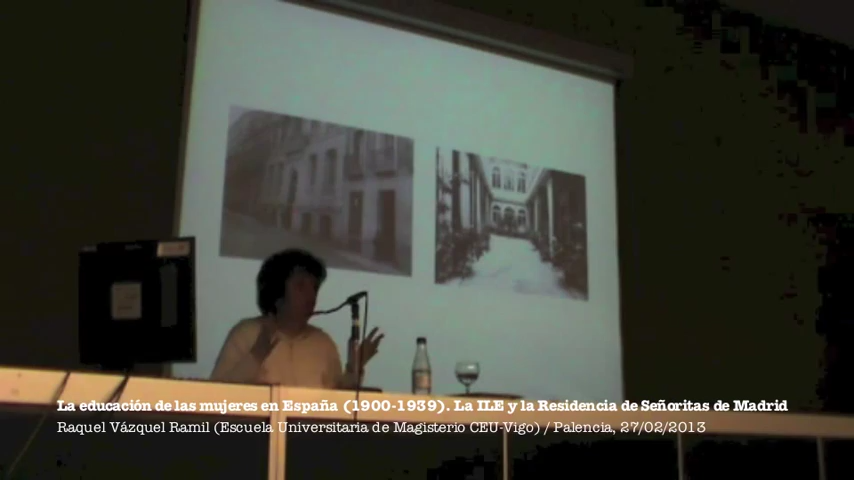 La educación de las mujeres en España (1900-1939). La ILE y la Residencia de Señoritas de Madrid
Raquel Vázquel Ramil (Escuela Universitaria de Magisterio CEU-Vigo) / Palencia, 27/02/2013